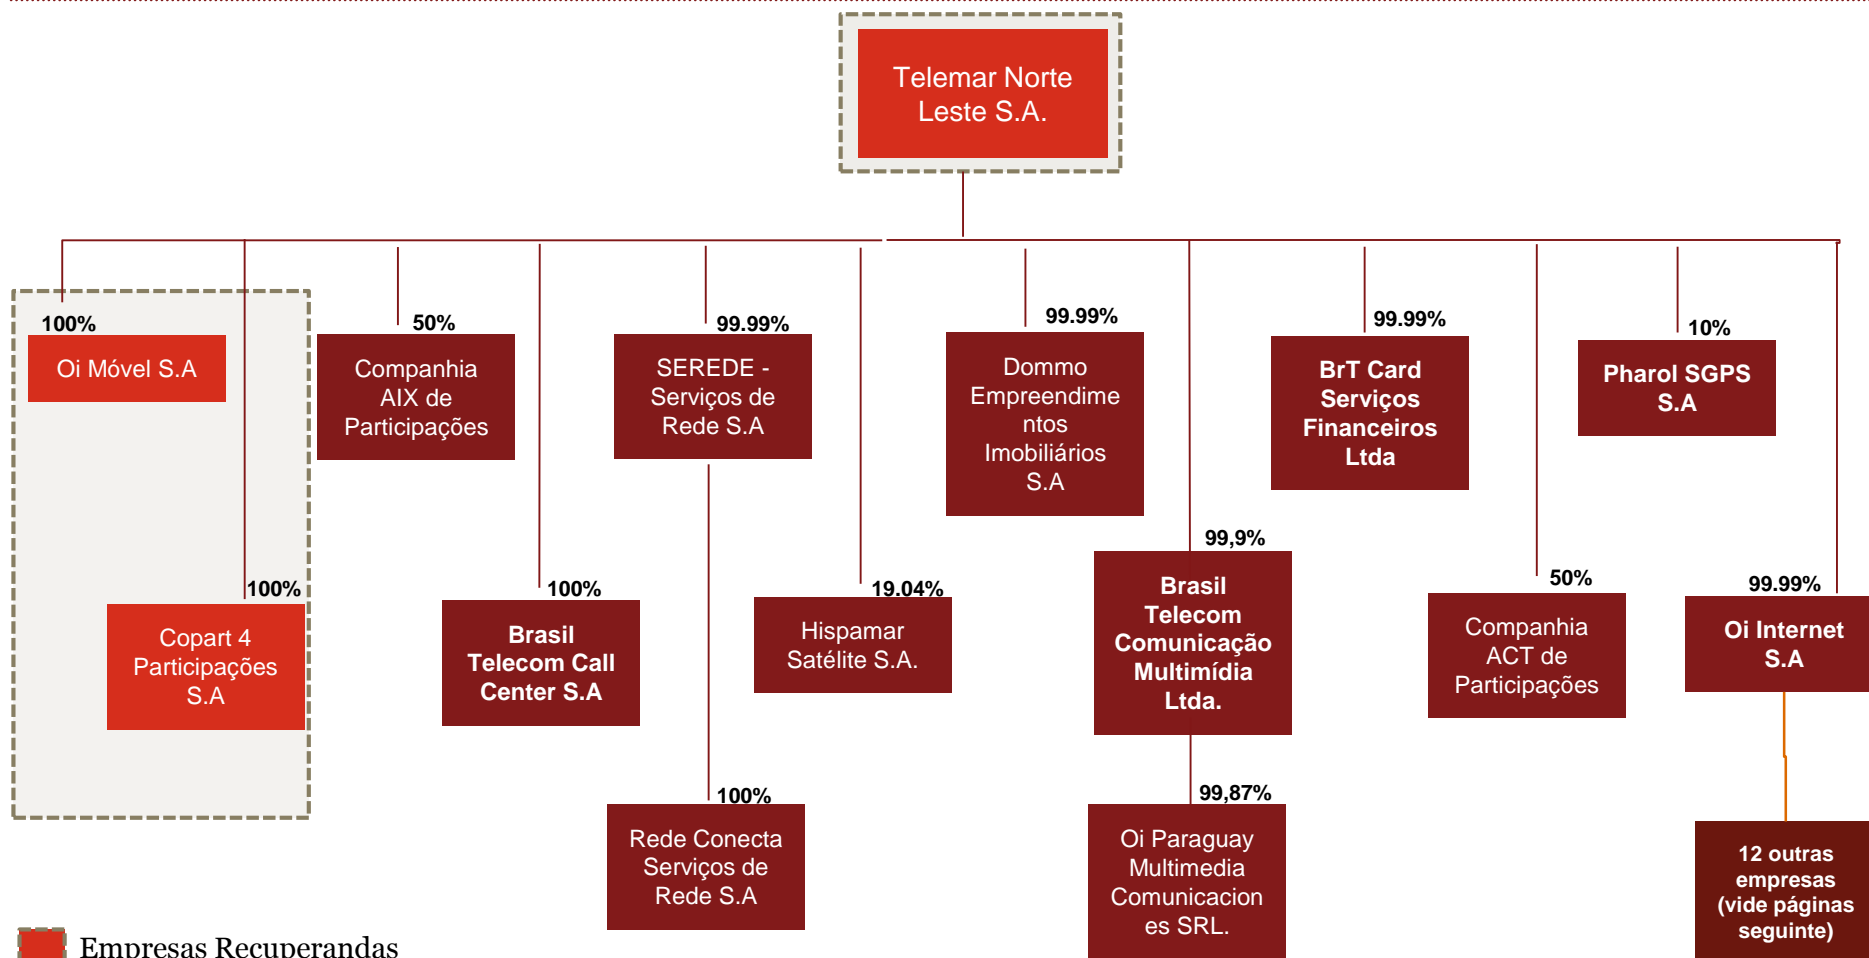 Telemar Norte
Leste S.A.
100%
Oi Móvel S.A
50%
Companhia
AIX de
Participações
99.99%
SEREDE -
Serviços de
Rede S.A
99.99%
Dommo
Empreendime
ntos
Imobiliários
S.A
99.99%
BrT Card
Serviços
Financeiros
Ltda
10%
Pharol SGPS
S.A
100%
Copart 4
Participações
S.A
100%
Brasil
Telecom Call
Center S.A
19.04%
Hispamar
Satélite S.A.
99,9%
Brasil
Telecom
Comunicação
Multimídia
Ltda.
50%
Companhia
ACT de
Participações
99.99%
Oi Internet
S.A
100%
Rede Conecta
Serviços de
Rede S.A
99,87%
Oi Paraguay
Multimedia
Comunicacion
es SRL.
12 outras
empresas
(vide páginas
seguinte)
Empresas Recuperandas